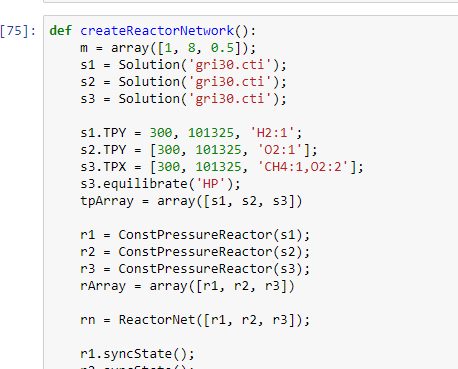 [75]: def createReactorNetwork():
m = array([1, 8, 0.5]);
s1 = Solution('gri30.cti');
s2 = Solution('gri30.cti');
s3 = Solution('gri30.cti');
s1.TPY = 300, 101325, 'H2:1';
s2.TPY = [300, 101325, 'O2:1'];
s3.TPX = [300, 101325, 'CH4:1,O2:2'];
s3.equilibrate('HP');
tpArray = array([s1, s2, s3])
r1 = ConstPressureReactor(s1);
r2 = ConstPressureReactor(s2);
r3 = ConstPressureReactor(s3);
rArray = array([r1, r2, r3])
rn = ReactorNet([r1, r2, r3]);
r1.syncState();